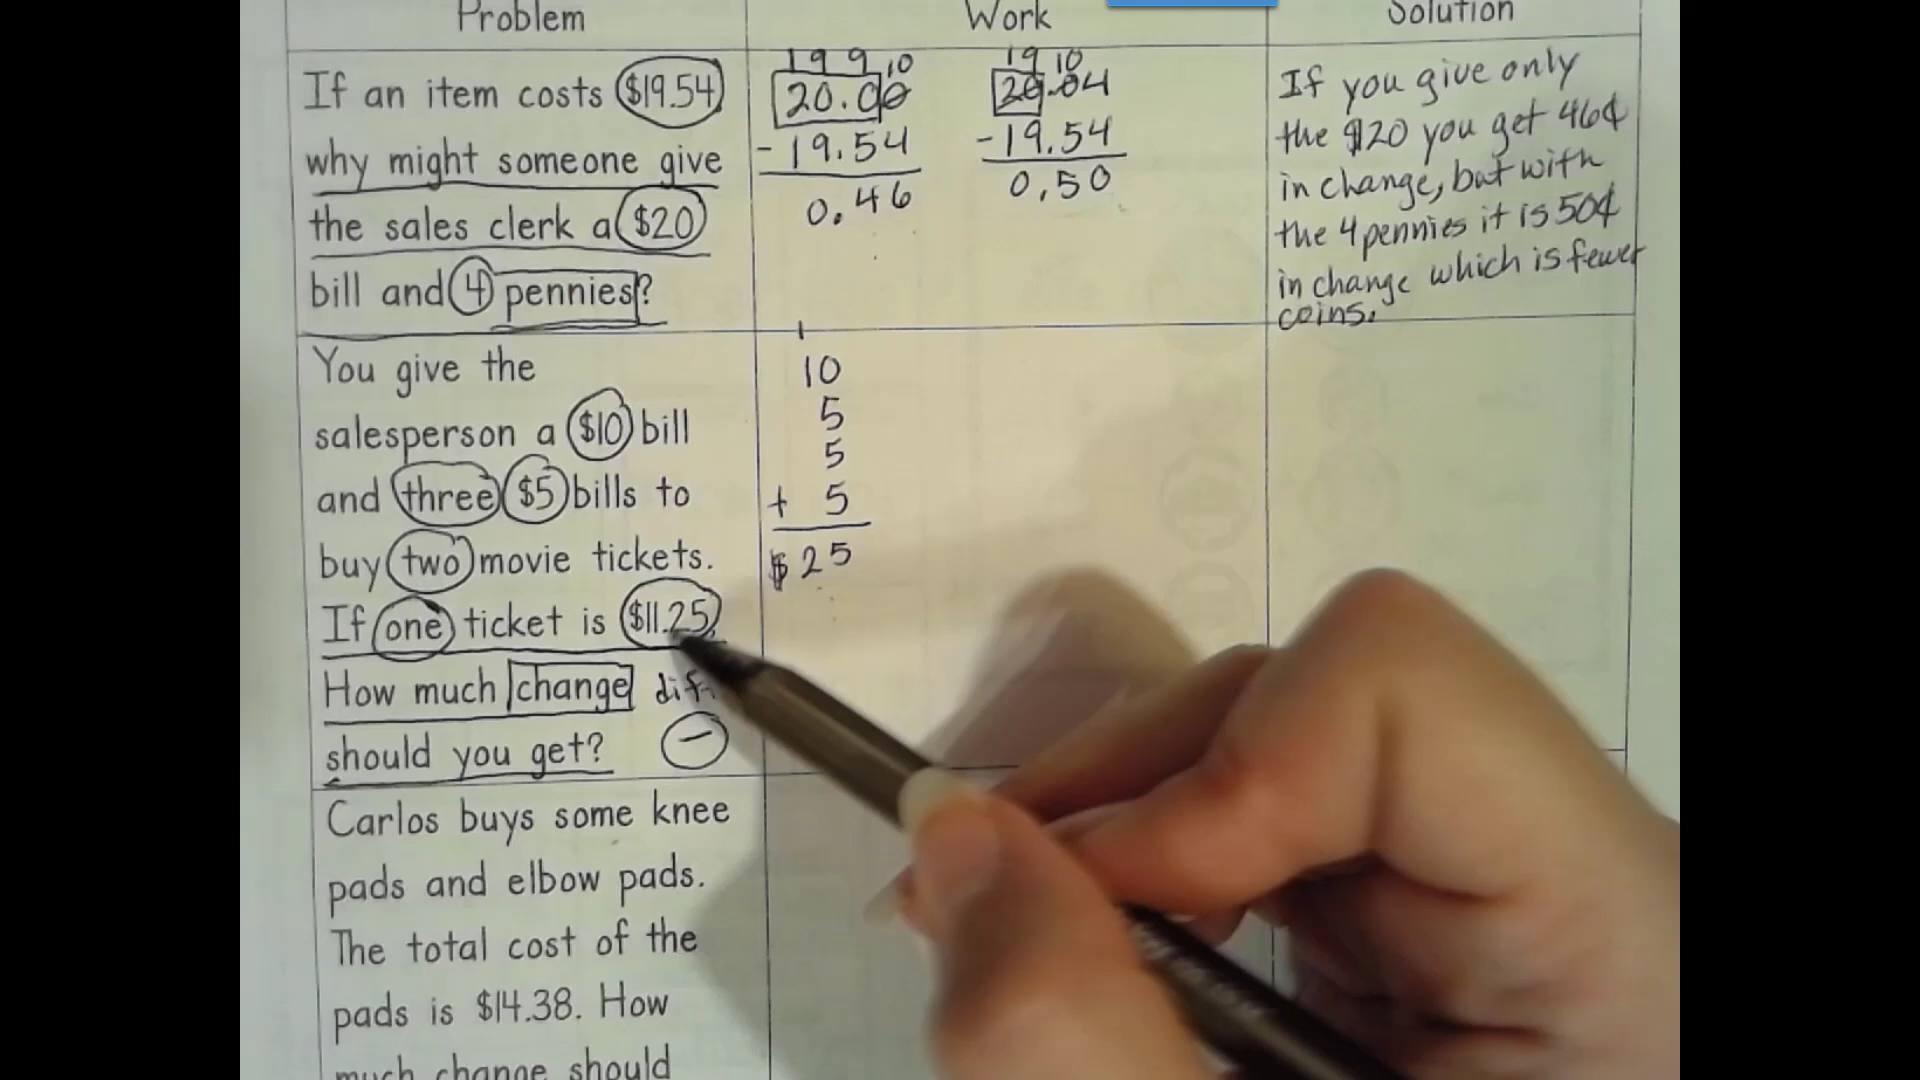 Problem
Work
Solution
If an item costs $19.54
why might someone give
the sales clerk a $20
bill and 4 pennies?
19 9 10
20.00
-19.54
0.46
19 10
20.04
-19.54
0.50
If you give only
the $20 you get 46¢
in change, but with
the 4 pennies it is 50¢
in change which is fewer
coins.
You give the
salesperson a $10 bill
and three $5 bills to
buy two movie tickets.
If one ticket is $11.25,
How much change
should you get? –
1
10
5
5
+ 5
$25
Carlos buys some knee
pads and elbow pads.
The total cost of the
pads is $14.38. How
much change should